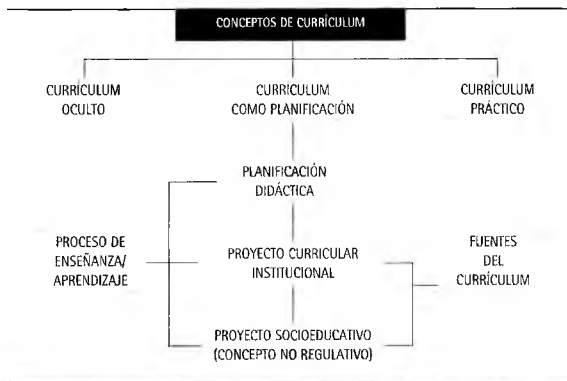 CONCEPTOS DE CURRÍCULUM
CURRÍCULUM
OCULTO
CURRÍCULUM
COMO PLANIFICACIÓN
CURRÍCULUM
PRÁCTICO
PLANIFICACIÓN
DIDÁCTICA
PROCESO DE
ENSEÑANZA/
APRENDIZAJE
PROYECTO CURRICULAR
INSTITUCIONAL
FUENTES
DEL
CURRÍCULUM
PROYECTO SOCIOEDUCATIVO
(CONCEPTO NO REGULATIVO)